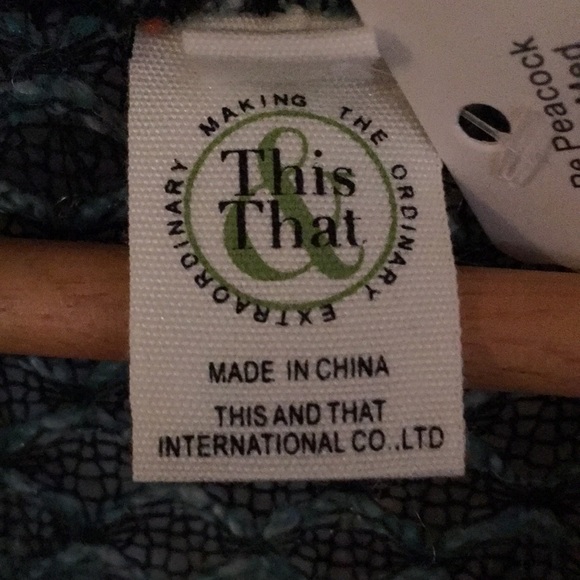 MAKING THE ORDINARY EXTRAORDINARY
This
&
That
MADE IN CHINA
THIS AND THAT
INTERNATIONAL CO.,LTD
Peacock